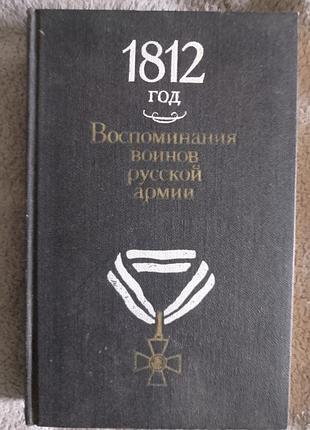 1812
год
Воспоминания
воинов
русской
армии